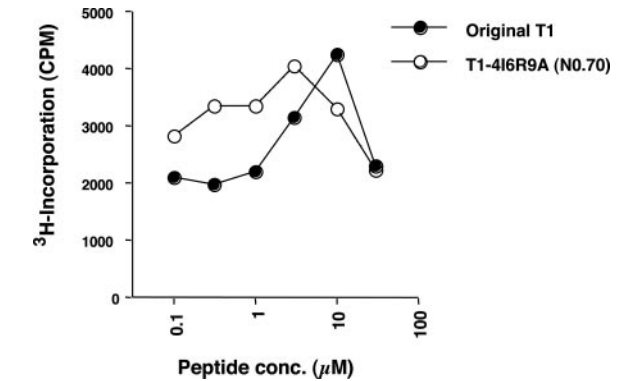 5000
4000
3000
2000
1000
0
³H-Incorporation (CPM)
0.1
1
10
100
Peptide conc. (µM)
Original T1
T1-4I6R9A (N0.70)